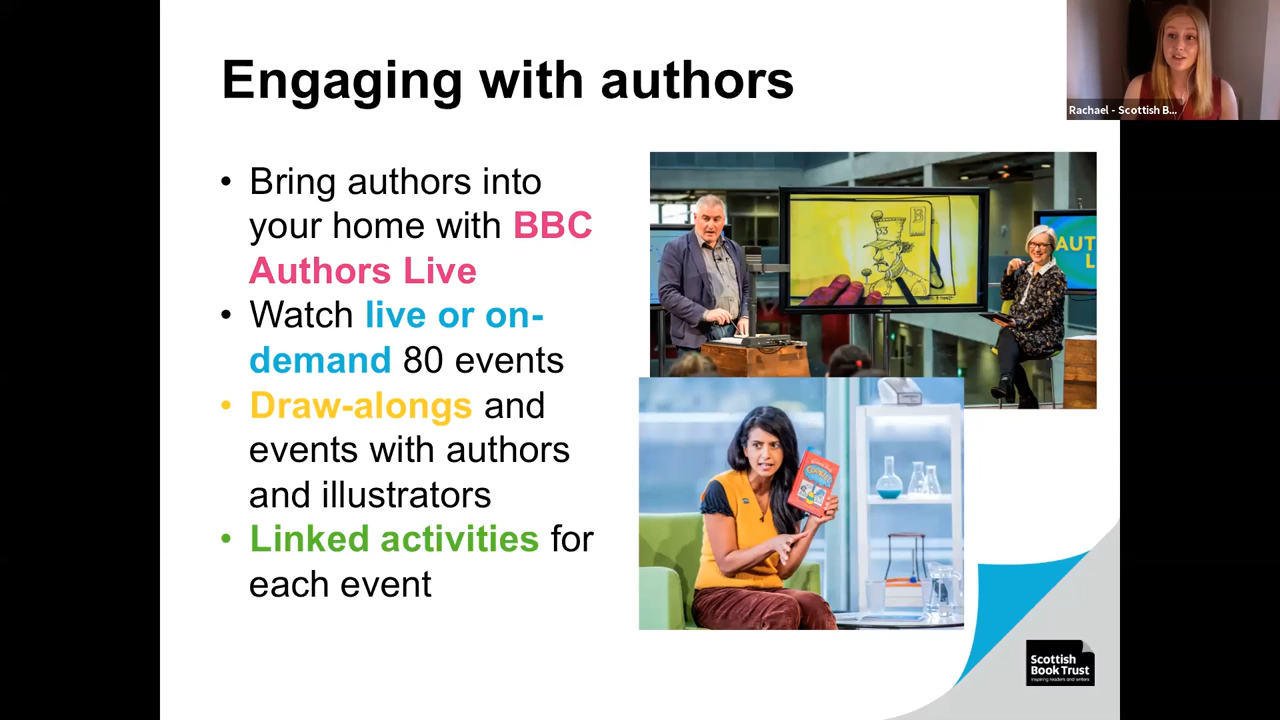 Engaging with authors
Rachael - Scottish B...
• Bring authors into
your home with BBC
Authors Live
• Watch live or on-
demand 80 events
• Draw-alongs and
events with authors
and illustrators
• Linked activities for
each event
B
53
AUT
L
Scottish
Book Trust
inspiring readers and writers